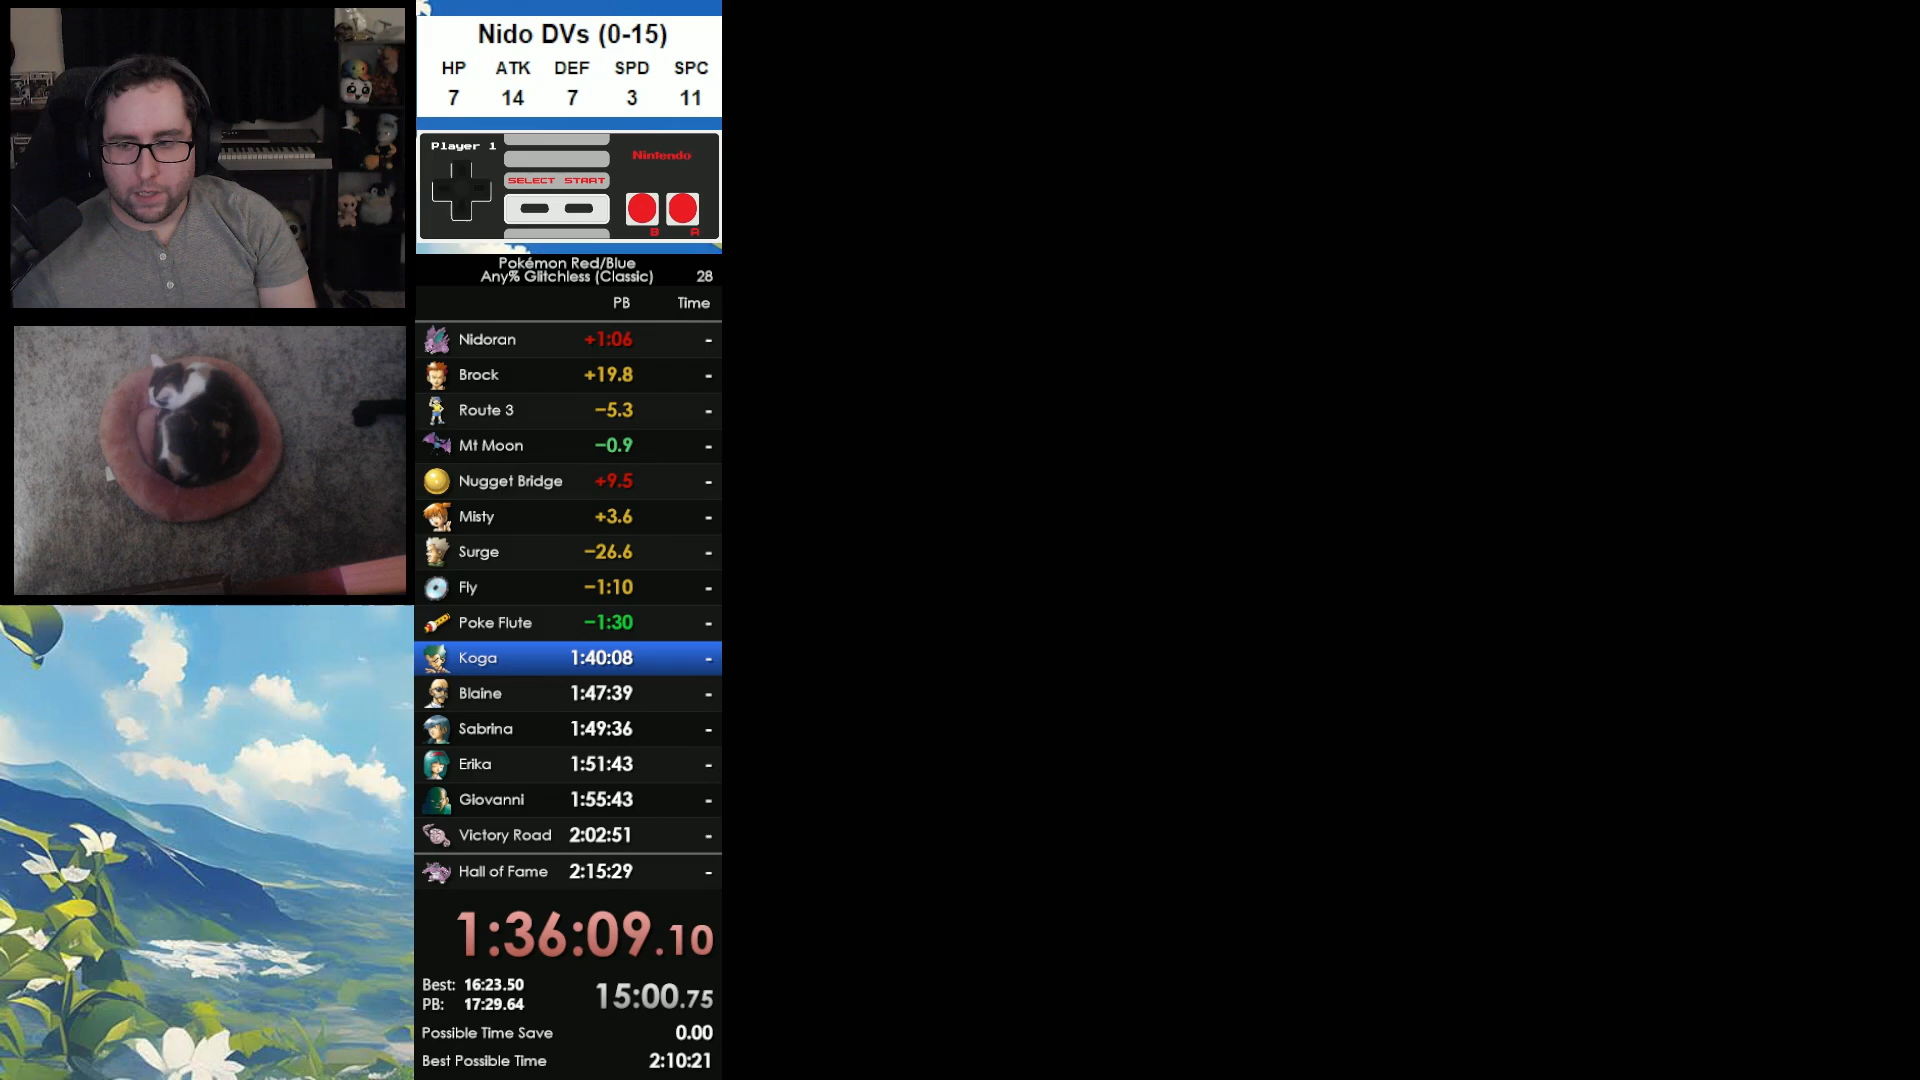 Nido DVs (0-15)
HP ATK DEF SPD SPC
7 14 7 3 11
Player 1
Nintendo
SELECT START
B A
Pokémon Red/Blue
Any% Glitchless (Classic) 28
PB Time
Nidoran +1:06 -
Brock +19.8 -
Route 3 −5.3 -
Mt Moon −0.9 -
Nugget Bridge +9.5 -
Misty +3.6 -
Surge −26.6 -
Fly −1:10 -
Poke Flute −1:30 -
Koga 1:40:08 -
Blaine 1:47:39 -
Sabrina 1:49:36 -
Erika 1:51:43 -
Giovanni 1:55:43 -
Victory Road 2:02:51 -
Hall of Fame 2:15:29 -
1:36:09.10
Best: 16:23.50
PB: 17:29.64
15:00.75
Possible Time Save 0.00
Best Possible Time 2:10:21